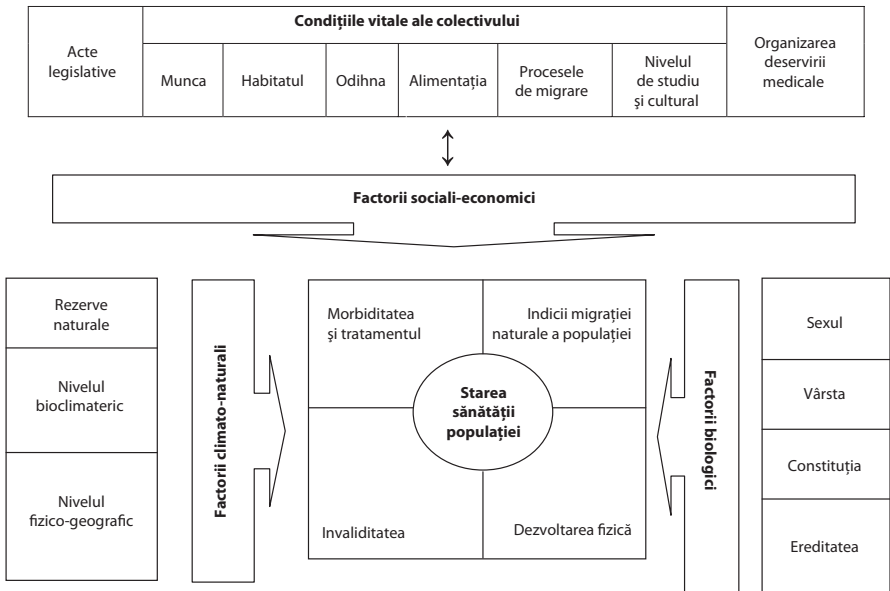 Condițiile vitale ale colectivului
Acte
legislative
Munca
Habitatul
Odihna
Alimentația
Procesele
de migrare
Nivelul
de studiu
şi cultural
Organizarea
deservirii
medicale
Factorii sociali-economici
Rezerve
naturale
Nivelul
bioclimateric
Nivelul
fizico-geografic
Factorii climato-naturali
Morbiditatea
şi tratamentul
Indicii migrației
naturale a populației
Starea
sănătății
populației
Invaliditatea
Dezvoltarea fizică
Factorii biologici
Sexul
Vârsta
Constituția
Ereditatea